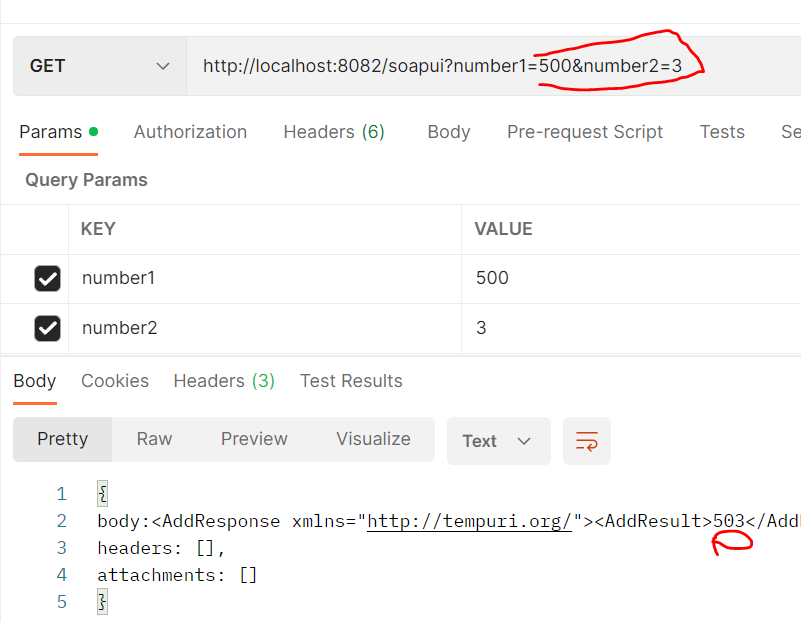 GET http://localhost:8082/soapui?number1=500&number2=3
Params Authorization Headers (6) Body Pre-request Script Tests Se
Query Params
KEY VALUE
number1 500
number2 3
Body Cookies Headers (3) Test Results
Pretty Raw Preview Visualize Text
1 {
2 body:<AddResponse xmlns="http://tempuri.org/"><AddResult>503</Add
3 headers: [],
4 attachments: []
5 }